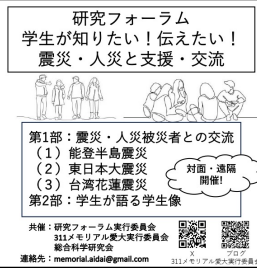 研究フォーラム
学生が知りたい！伝えたい！
震災・人災と支援・交流
第1部：震災・人災被災者との交流
（1）能登半島震災
（2）東日本大震災
（3）台湾花蓮震災
第2部：学生が語る学生像
対面・遠隔
開催!
共催：研究フォーラム実行委員会
311メモリアル愛大実行委員会
総合科学研究会
連絡先：memorial.aidai@gmail.com
X
ブログ
311メモリアル愛大実行委員会